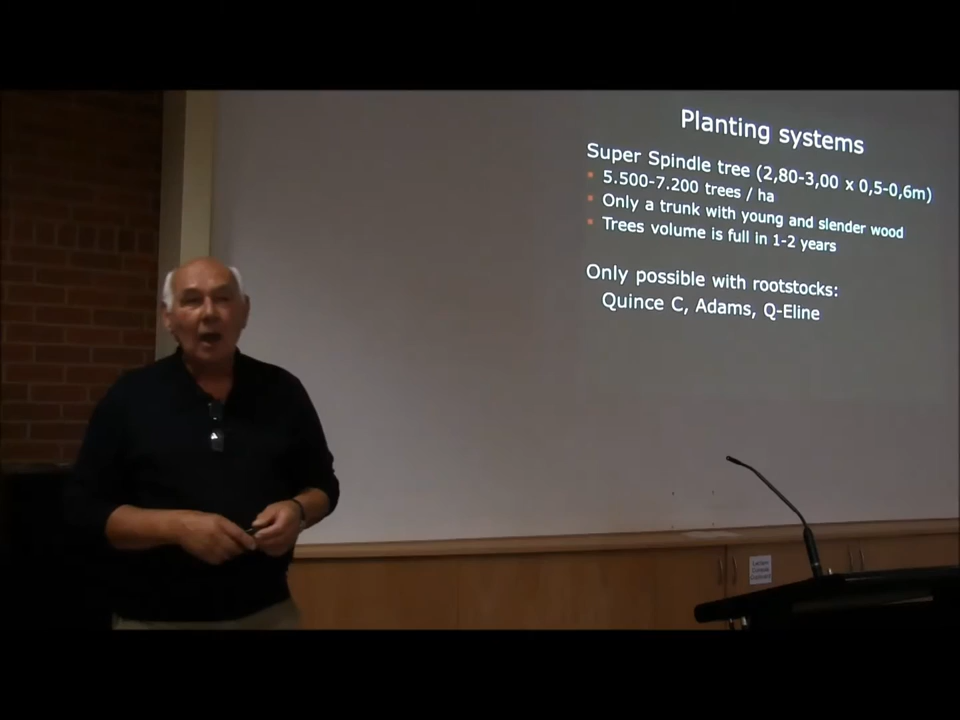 Planting systems
Super Spindle tree (2,80-3,00 x 0,5-0,6m)
5.500-7.200 trees / ha
Only a trunk with young and slender wood
Trees volume is full in 1-2 years
Only possible with rootstocks:
Quince C, Adams, Q-Eline